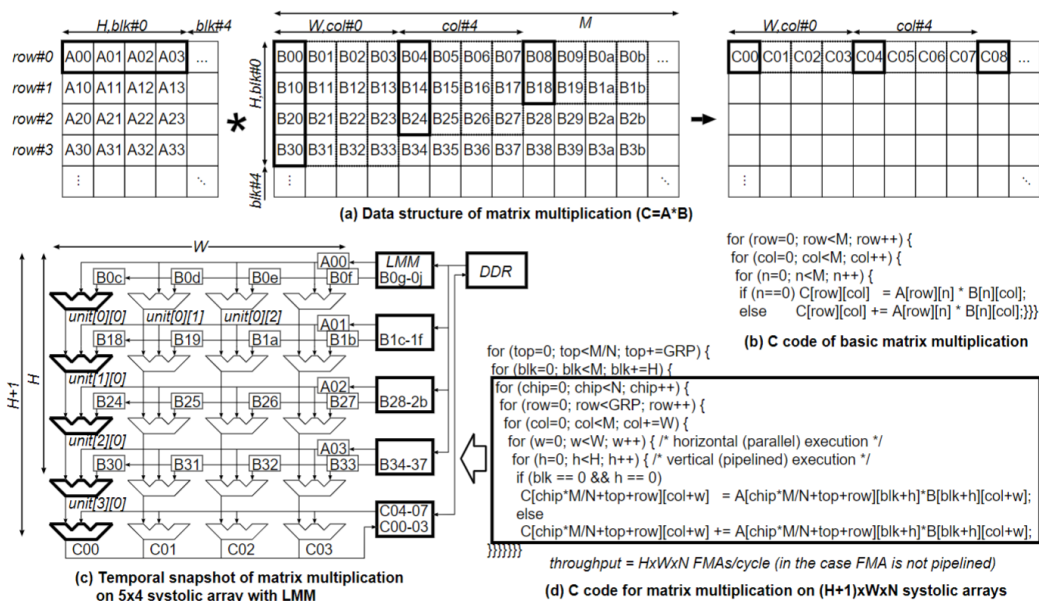 H,blk#0 blk#4
row#0 A00 A01 A02 A03 ...
row#1 A10 A11 A12 A13
row#2 A20 A21 A22 A23
row#3 A30 A31 A32 A33
⋮ ⋱
*
M
W,col#0 col#4
H,blk#0
blk#4
B00 B01 B02 B03 B04 B05 B06 B07 B08 B09 B0a B0b ...
B10 B11 B12 B13 B14 B15 B16 B17 B18 B19 B1a B1b
B20 B21 B22 B23 B24 B25 B26 B27 B28 B29 B2a B2b
B30 B31 B32 B33 B34 B35 B36 B37 B38 B39 B3a B3b
⋮ ⋱
W,col#0 col#4
C00 C01 C02 C03 C04 C05 C06 C07 C08 ...
⋮ ⋱
(a) Data structure of matrix multiplication (C=A*B)
W
H+1
H
A00 LMM DDR
B0c B0d B0e B0f B0g-0j
unit[0][0] unit[0][1] unit[0][2] A01
B18 B19 B1a B1b B1c-1f
unit[1][0] A02
B24 B25 B26 B27 B28-2b
unit[2][0] A03
B30 B31 B32 B33 B34-37
unit[3][0]
C04-07
C00-03
C00 C01 C02 C03
(c) Temporal snapshot of matrix multiplication
on 5x4 systolic array with LMM
for (row=0; row<M; row++) {
for (col=0; col<M; col++) {
for (n=0; n<M; n++) {
if (n==0) C[row][col] = A[row][n] * B[n][col];
else C[row][col] += A[row][n] * B[n][col];}}}
(b) C code of basic matrix multiplication
for (top=0; top<M/N; top+=GRP) {
for (blk=0; blk<M; blk+=H) {
for (chip=0; chip<N; chip++) {
for (row=0; row<GRP; row++) {
for (col=0; col<M; col+=W) {
for (w=0; w<W; w++) { /* horizontal (parallel) execution */
for (h=0; h<H; h++) { /* vertical (pipelined) execution */
if (blk == 0 && h == 0)
C[chip*M/N+top+row][col+w] = A[chip*M/N+top+row][blk+h]*B[blk+h][col+w];
else
C[chip*M/N+top+row][col+w] += A[chip*M/N+top+row][blk+h]*B[blk+h][col+w];
}}}}}}}
throughput = HxWxN FMAs/cycle (in the case FMA is not pipelined)
(d) C code for matrix multiplication on (H+1)xWxN systolic arrays